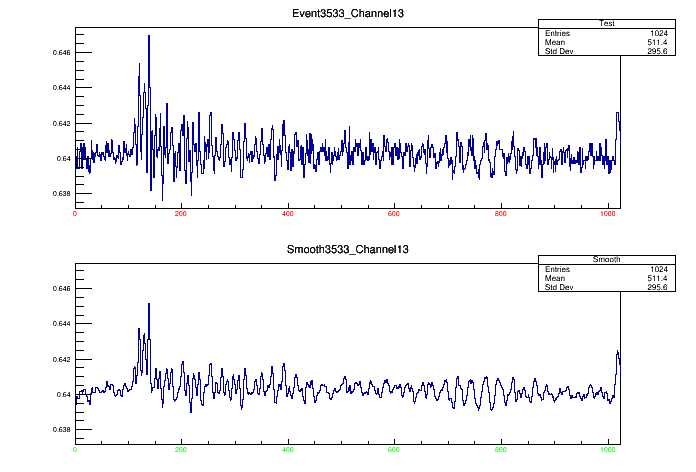 Event3533_Channel13
Test
Entries 1024
Mean 511.4
Std Dev 295.6
0.646
0.644
0.642
0.64
0.638
0 200 400 600 800 1000
Smooth3533_Channel13
Smooth
Entries 1024
Mean 511.4
Std Dev 295.6
0.646
0.644
0.642
0.64
0.638
0 200 400 600 800 1000